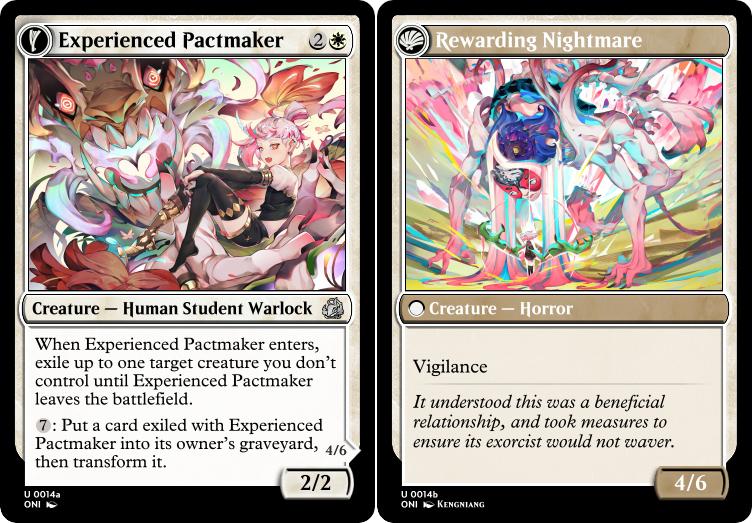 Experienced Pactmaker 2
Creature — Human Student Warlock
When Experienced Pactmaker enters,
exile up to one target creature you don't
control until Experienced Pactmaker
leaves the battlefield.
7: Put a card exiled with Experienced
Pactmaker into its owner's graveyard,
then transform it.
4/6
2/2
U 0014a
ONI
Rewarding Nightmare
Creature — Horror
Vigilance
It understood this was a beneficial
relationship, and took measures to
ensure its exorcist would not waver.
4/6
U 0014b
ONI KENGNIANG